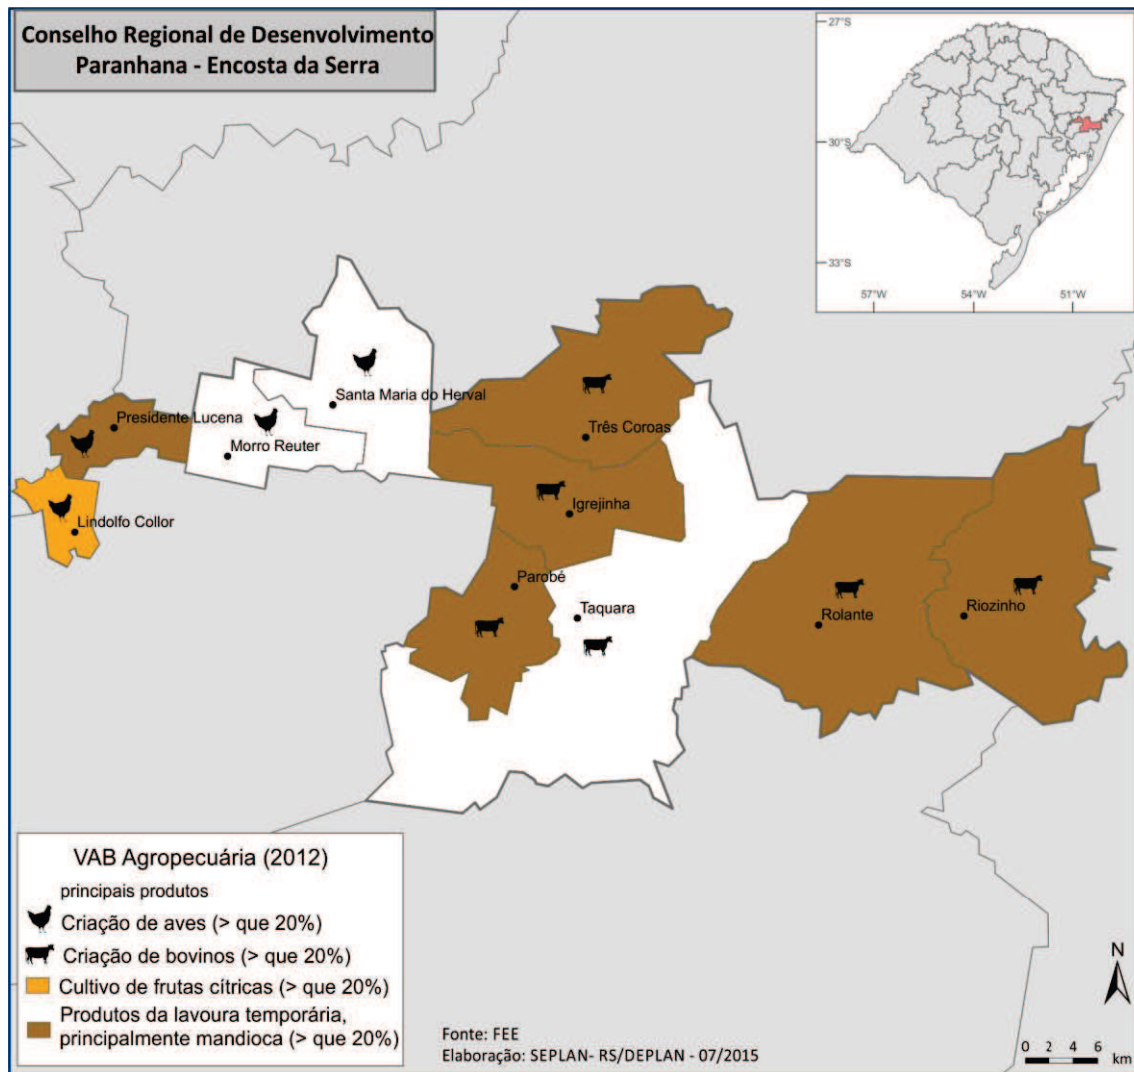 Conselho Regional de Desenvolvimento
Paranhana - Encosta da Serra
27°S
30°S
33°S
57°W
54°W
51°W
Santa Maria do Herval
Presidente Lucena
Morro Reuter
Três Coroas
Igrejinha
Lindolfo Collor
Parobé
Taquara
Rolante
Riozinho
VAB Agropecuária (2012)
principais produtos
Criação de aves (> que 20%)
Criação de bovinos (> que 20%)
Cultivo de frutas cítricas (> que 20%)
Produtos da lavoura temporária,
principalmente mandioca (> que 20%)
Fonte: FEE
Elaboração: SEPLAN- RS/DEPLAN - 07/2015
N
0 2 4 6
km